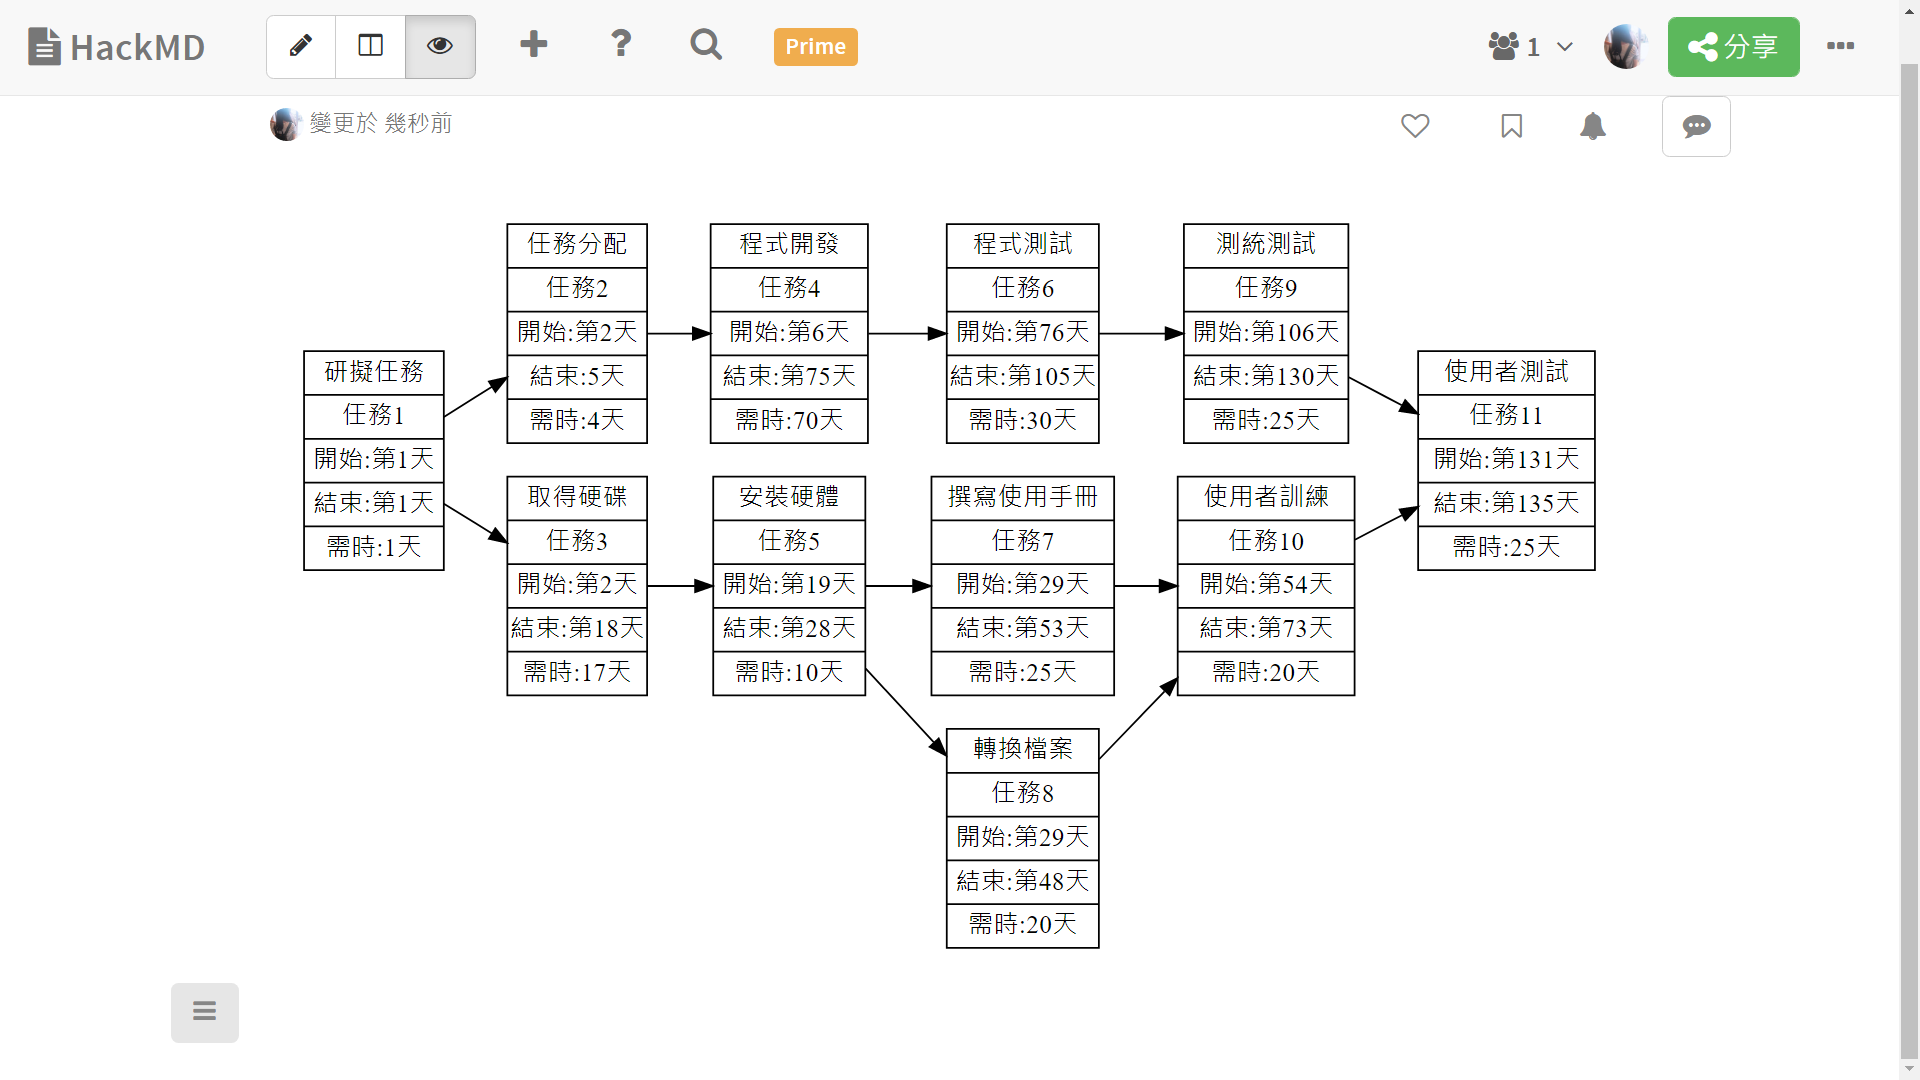 HackMD
Prime
1
分享
變更於 幾秒前
研擬任務
任務1
開始:第1天
結束:第1天
需時:1天
任務分配
任務2
開始:第2天
結束:5天
需時:4天
程式開發
任務4
開始:第6天
結束:第75天
需時:70天
程式測試
任務6
開始:第76天
結束:第105天
需時:30天
測統測試
任務9
開始:第106天
結束:第130天
需時:25天
取得硬碟
任務3
開始:第2天
結束:第18天
需時:17天
安裝硬體
任務5
開始:第19天
結束:第28天
需時:10天
撰寫使用手冊
任務7
開始:第29天
結束:第53天
需時:25天
使用者訓練
任務10
開始:第54天
結束:第73天
需時:20天
轉換檔案
任務8
開始:第29天
結束:第48天
需時:20天
使用者測試
任務11
開始:第131天
結束:第135天
需時:25天